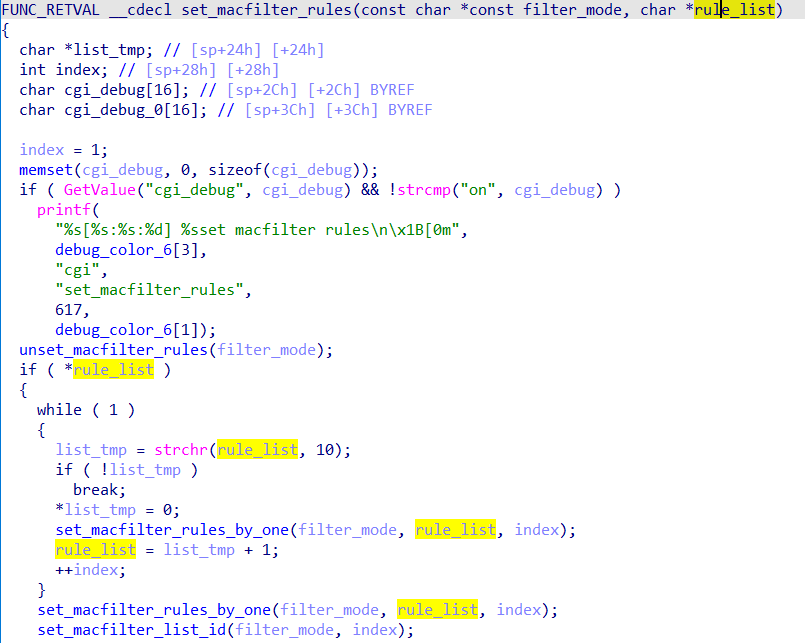 FUNC_RETVAL __cdecl set_macfilter_rules(const char *const filter_mode, char *rule_list)
{
  char *list_tmp; // [sp+24h] [+24h]
  int index; // [sp+28h] [+28h]
  char cgi_debug[16]; // [sp+2Ch] [+2Ch] BYREF
  char cgi_debug_0[16]; // [sp+3Ch] [+3Ch] BYREF

  index = 1;
  memset(cgi_debug, 0, sizeof(cgi_debug));
  if ( GetValue("cgi_debug", cgi_debug) && !strcmp("on", cgi_debug) )
    printf(
      "%s[%s:%s:%d] %sset macfilter rules\n\x1B[0m",
      debug_color_6[3],
      "cgi",
      "set_macfilter_rules",
      617,
      debug_color_6[1]);
  unset_macfilter_rules(filter_mode);
  if ( *rule_list )
  {
    while ( 1 )
    {
      list_tmp = strchr(rule_list, 10);
      if ( !list_tmp )
        break;
      *list_tmp = 0;
      set_macfilter_rules_by_one(filter_mode, rule_list, index);
      rule_list = list_tmp + 1;
      ++index;
    }
    set_macfilter_rules_by_one(filter_mode, rule_list, index);
    set_macfilter_list_id(filter_mode, index);